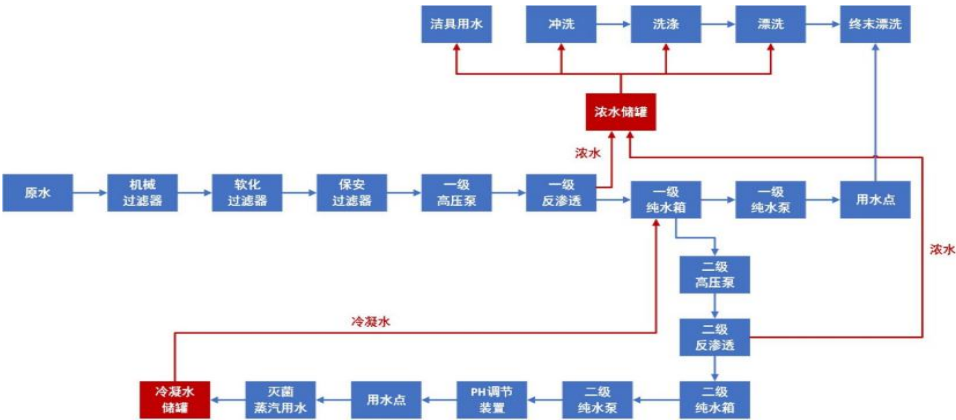 洁具用水
冲洗
洗涤
漂洗
终末漂洗
浓水储罐
浓水
原水
机械
过滤器
软化
过滤器
保安
过滤器
一级
高压泵
一级
反渗透
一级
纯水箱
一级
纯水泵
用水点
浓水
二级
高压泵
二级
反渗透
冷凝水
冷凝水
储罐
灭菌
蒸汽用水
用水点
PH调节
装置
二级
纯水泵
二级
纯水箱